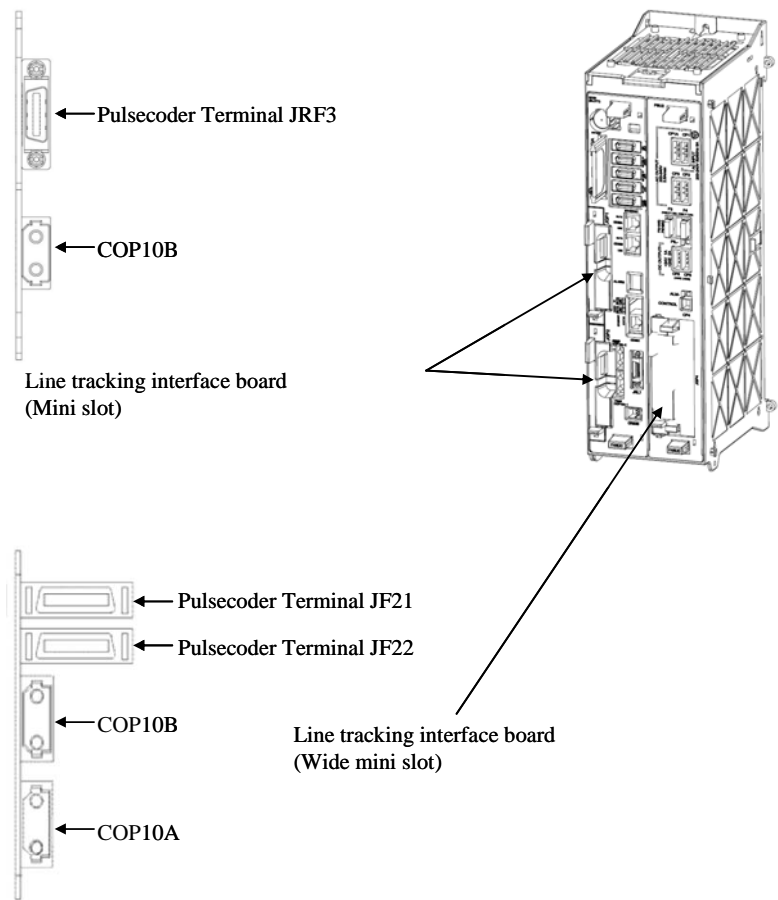 Pulsecoder Terminal JRF3
COP10B
Line tracking interface board
(Mini slot)
Pulsecoder Terminal JF21
Pulsecoder Terminal JF22
COP10B
COP10A
Line tracking interface board
(Wide mini slot)